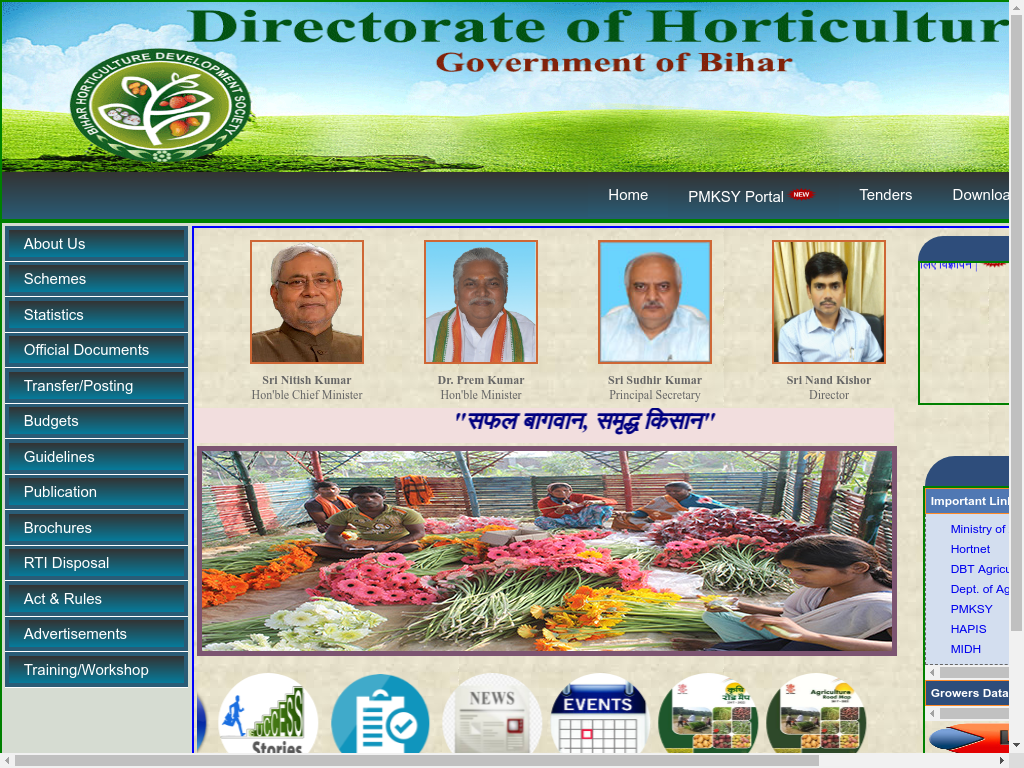 Directorate of Horticultur
Government of Bihar
BIHAR HORTICULTURE DEVELOPMENT SOCIETY
Home
PMKSY Portal NEW
Tenders
Downloa
About Us
Schemes
Statistics
Official Documents
Transfer/Posting
Budgets
Guidelines
Publication
Brochures
RTI Disposal
Act & Rules
Advertisements
Training/Workshop
Sri Nitish Kumar
Hon'ble Chief Minister
Dr. Prem Kumar
Hon'ble Minister
Sri Sudhir Kumar
Principal Secretary
Sri Nand Kishor
Director
"सफल बागवान, समृद्ध किसान"
SUCCESS
Stories
NEWS
EVENTS
कृषि
रोड मैप
Agriculture
Road Map
लिए विज्ञापन |
Important Lin
Ministry of
Hortnet
DBT Agricu
Dept. of Ag
PMKSY
HAPIS
MIDH
Growers Data